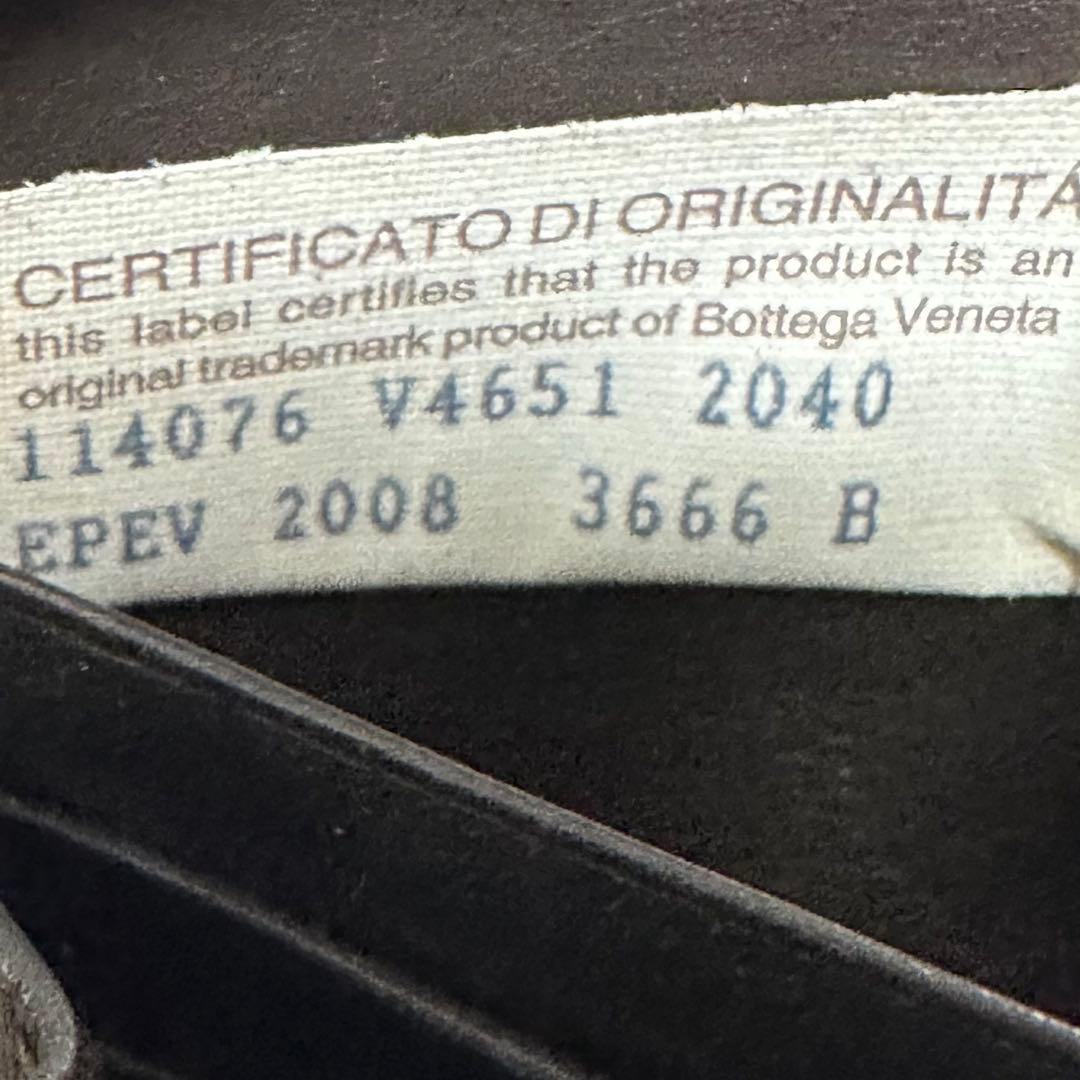 CERTIFICATO DI ORIGINALITÀ
this label certifies that the product is an
original trademark product of Bottega Veneta
114076 V4651 2040
EPEV 2008 3666 B